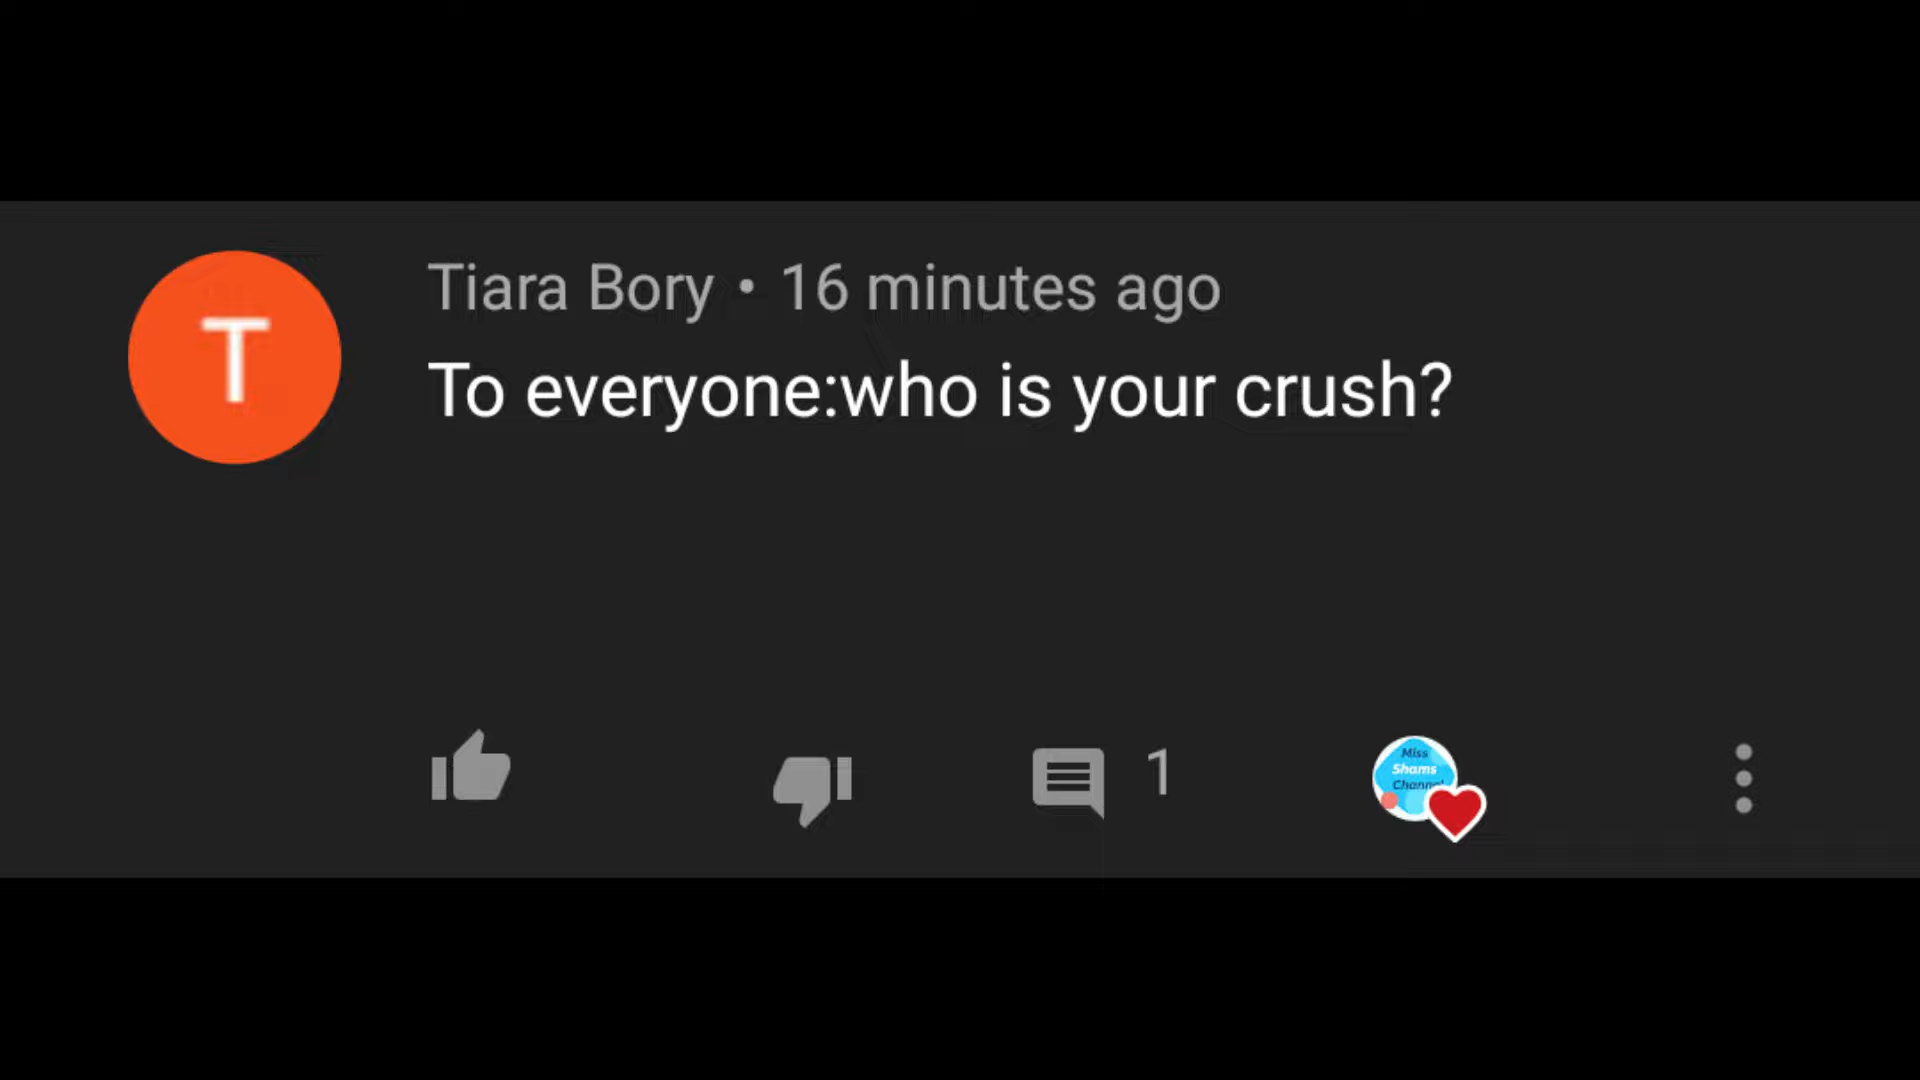 T
Tiara Bory • 16 minutes ago
To everyone:who is your crush?
1
Miss
Shams